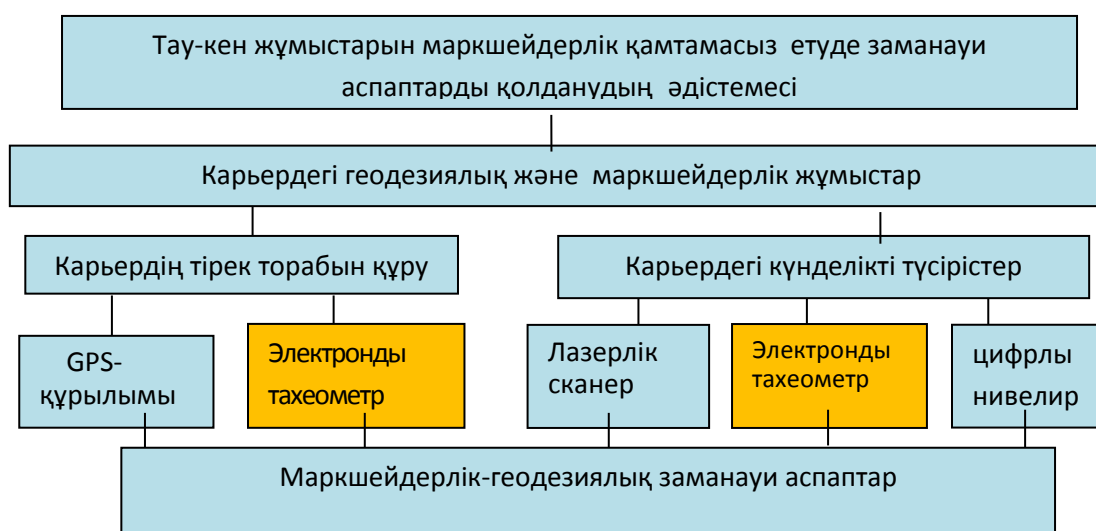 Тау-кен жұмыстарын маркшейдерлік қамтамасыз етуде заманауи
аспаптарды қолданудың әдістемесі
Карьердегі геодезиялық және маркшейдерлік жұмыстар
Карьердің тірек торабын құру
Карьердегі күнделікті түсірістер
GPS-
құрылымы
Электронды
тахеометр
Лазерлік
сканер
Электронды
тахеометр
цифрлы
нивелир
Маркшейдерлік-геодезиялық заманауи аспаптар